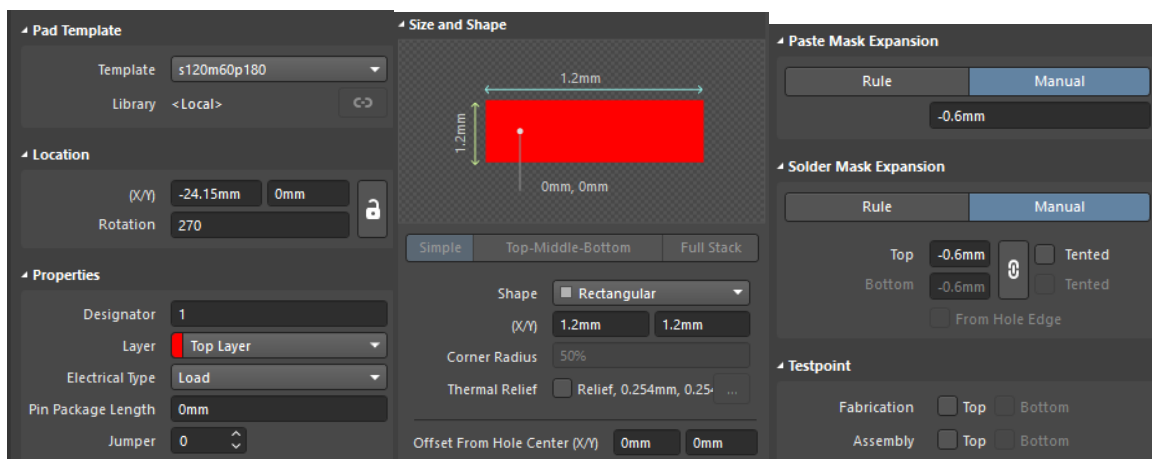 Pad Template
Template s120m60p180
Library <Local>
Location
(X/Y) -24.15mm 0mm
Rotation 270
Properties
Designator 1
Layer Top Layer
Electrical Type Load
Pin Package Length 0mm
Jumper 0
Size and Shape
1.2mm
1.2mm
0mm, 0mm
Simple Top-Middle-Bottom Full Stack
Shape Rectangular
(X/Y) 1.2mm 1.2mm
Corner Radius 50%
Thermal Relief Relief, 0.254mm, 0.25 ...
Offset From Hole Center (X/Y) 0mm 0mm
Paste Mask Expansion
Rule Manual
-0.6mm
Solder Mask Expansion
Rule Manual
Top -0.6mm Tented
Bottom -0.6mm Tented
From Hole Edge
Testpoint
Fabrication Top Bottom
Assembly Top Bottom